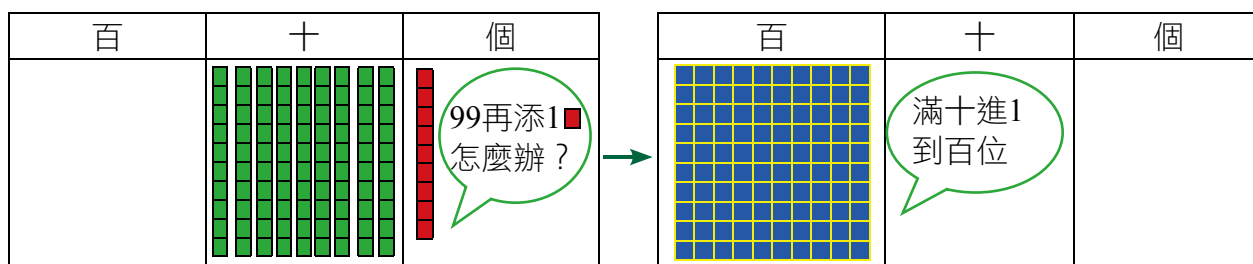 百 十 個 百 十 個
99再添1
怎麼辦？
滿十進1
到百位